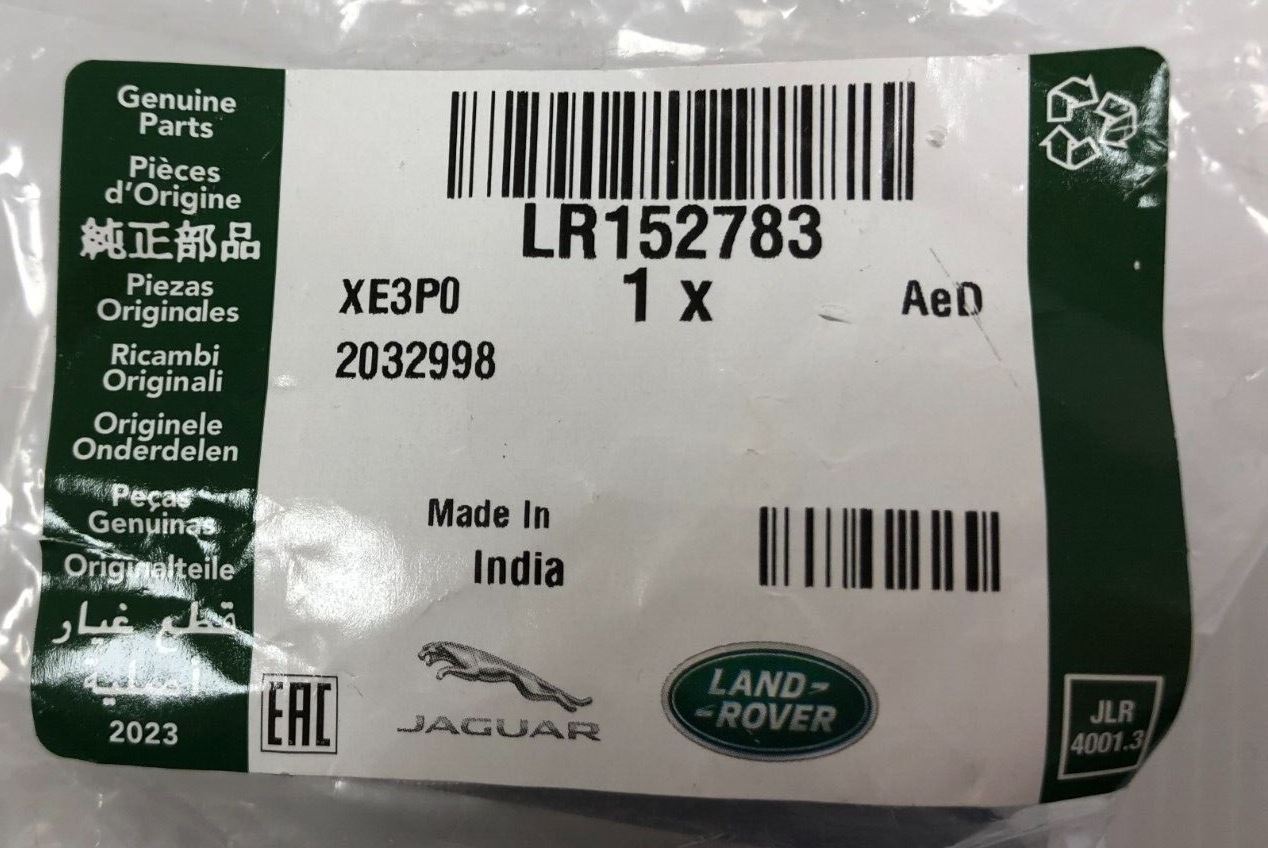 Genuine
Parts
Pièces
d'Origine
純正部品
Piezas
Originales
Ricambi
Originali
Originele
Onderdelen
Peças
Genuinas
Originalteile
قطع غيار
اصلية
2023
LR152783
XE3P0 1 x AeD
2032998
Made In
India
EAC
JAGUAR
LAND-
-ROVER
JLR
4001.3